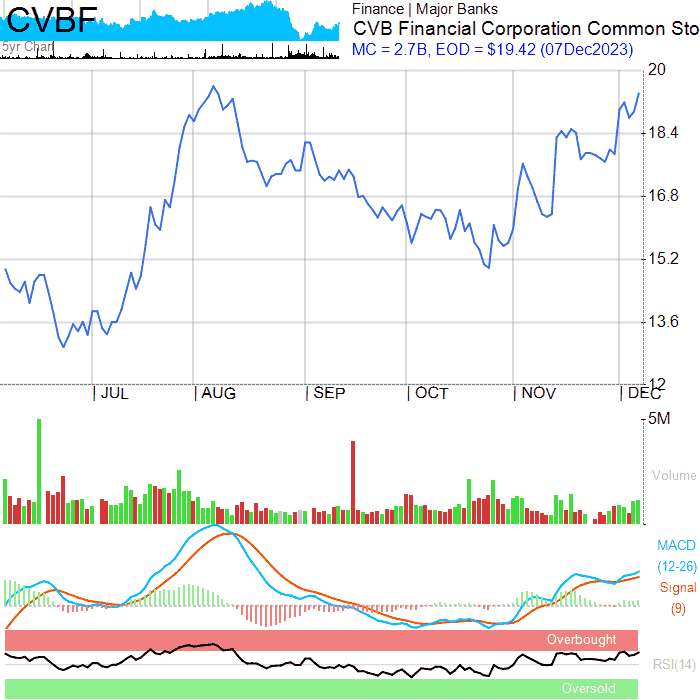 CVBF
5yr Chart
Finance | Major Banks
CVB Financial Corporation Common Sto
MC = 2.7B, EOD = $19.42 (07Dec2023)
20
18.4
16.8
15.2
13.6
12
JUL AUG SEP OCT NOV DEC
5M
Volume
MACD
(12-26)
Signal
(9)
Overbought
RSI(14)
Oversold